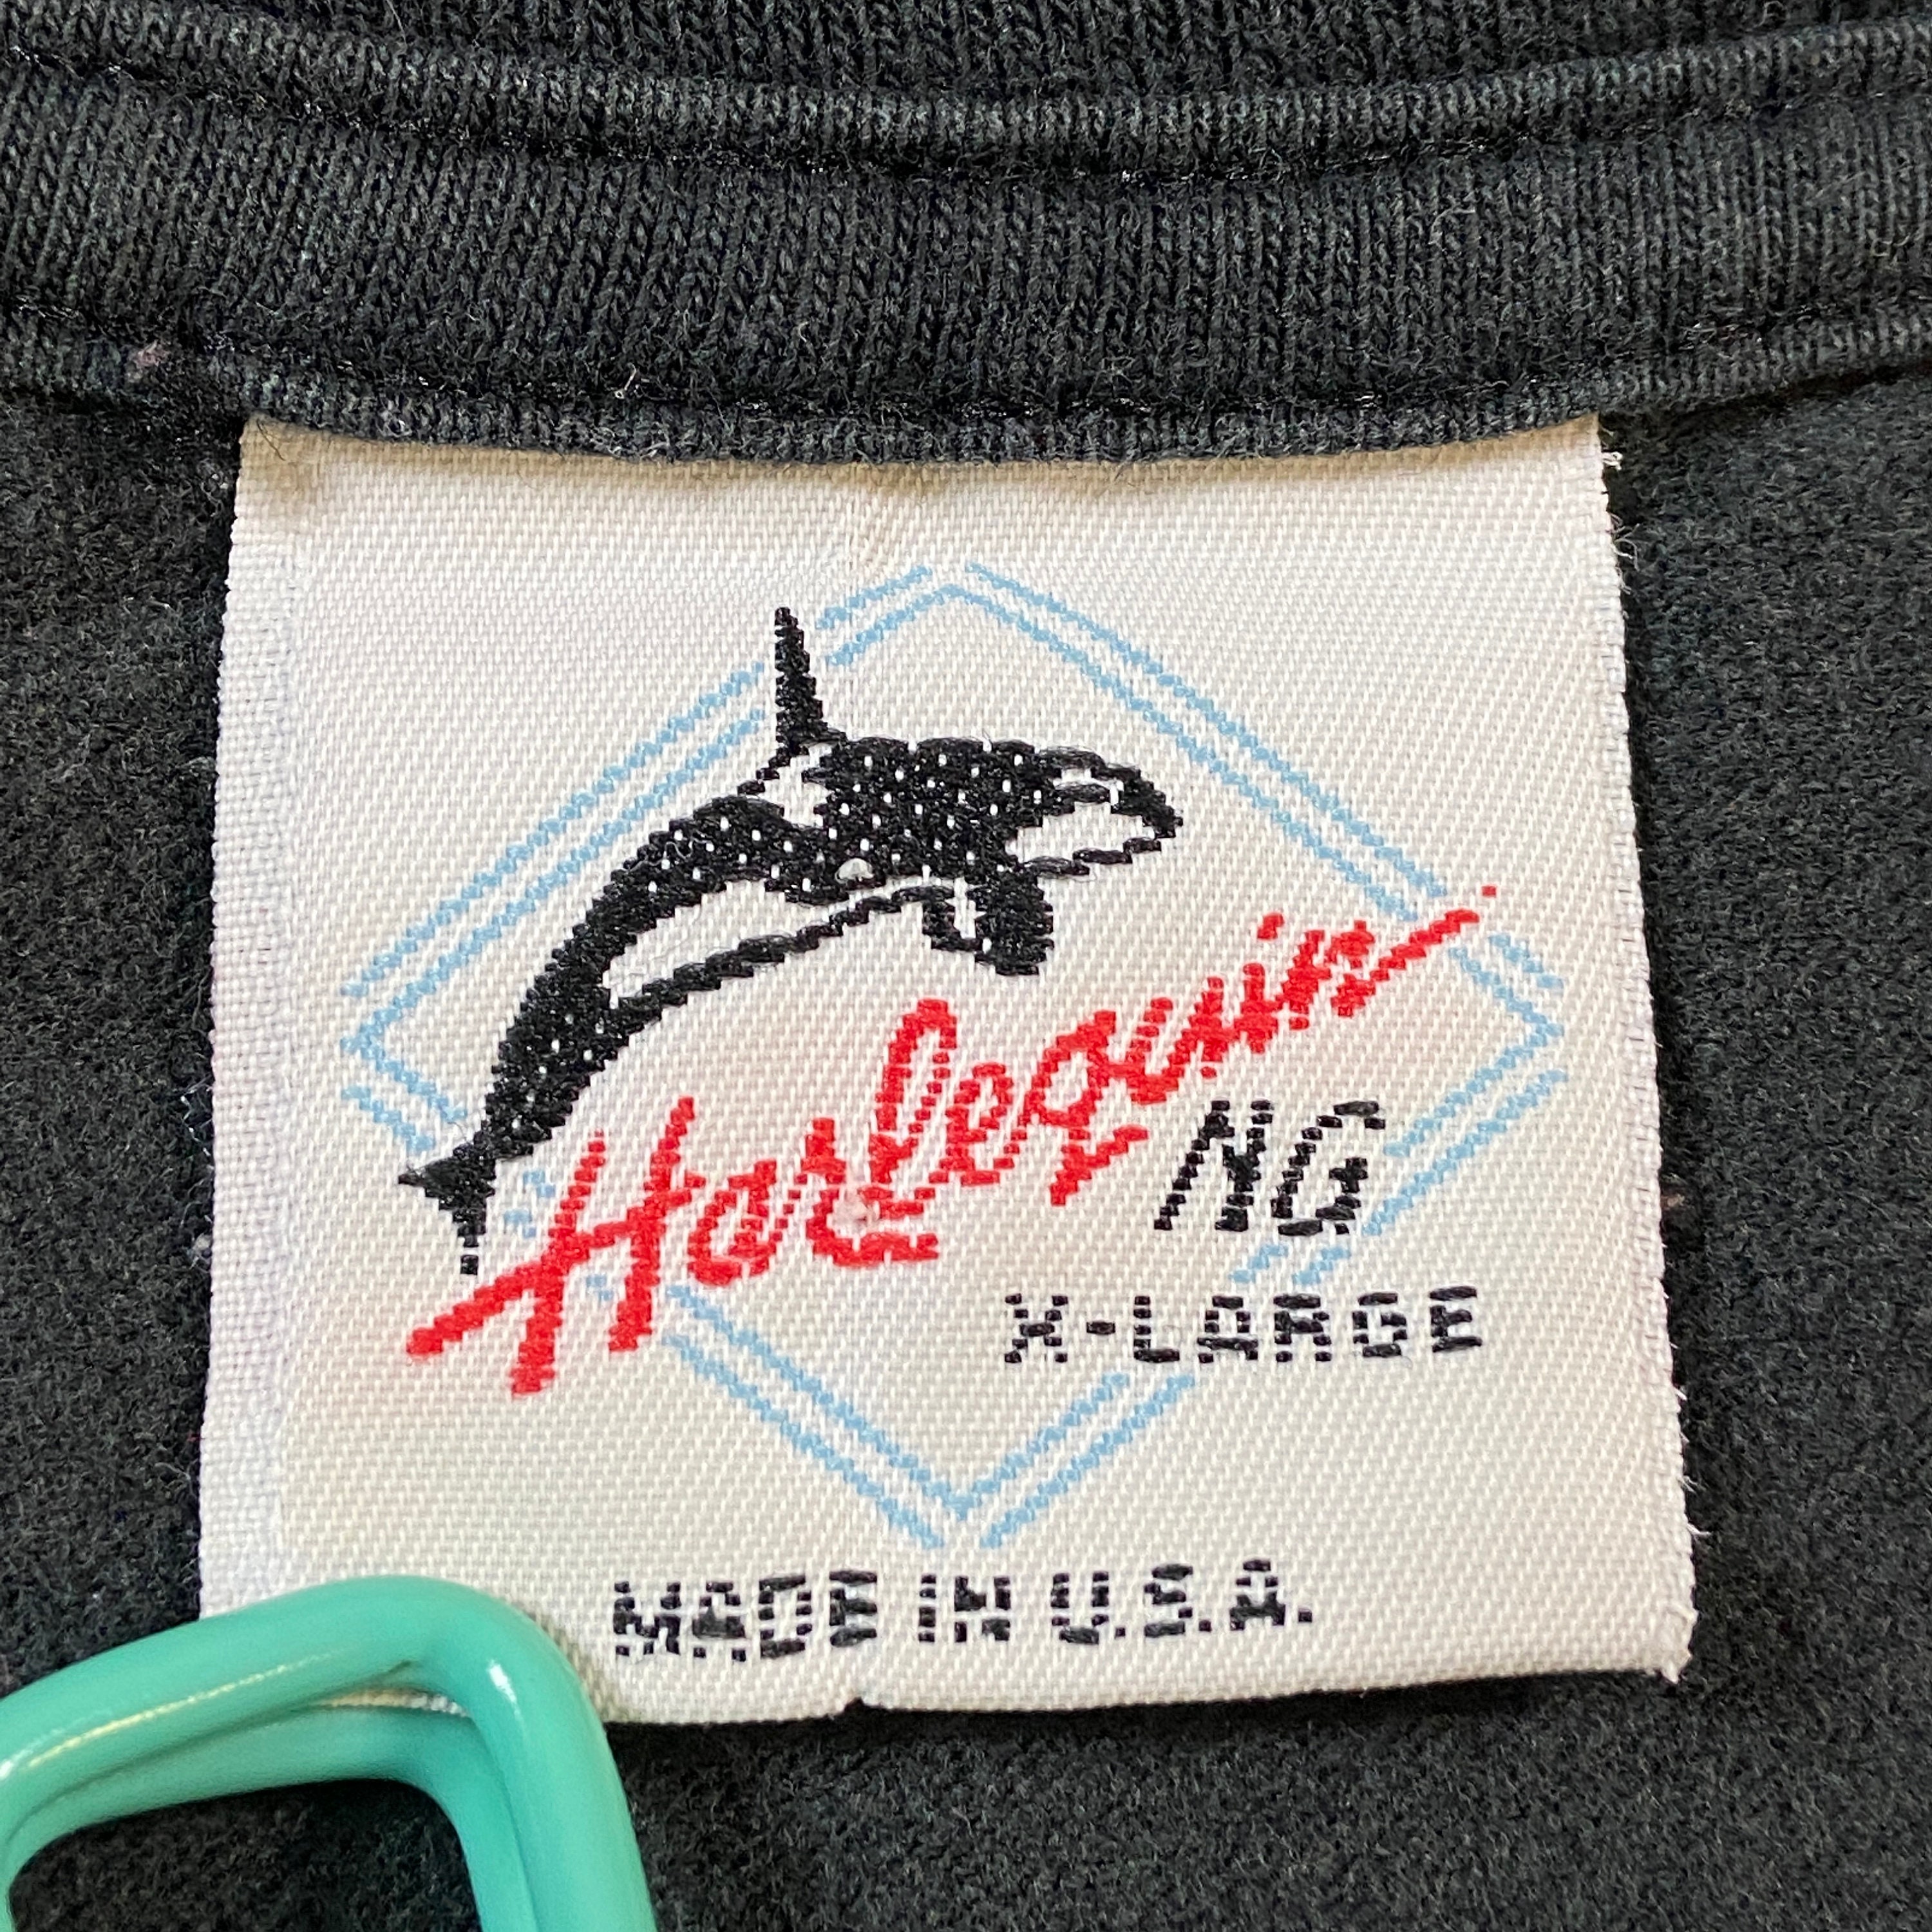 Harlequin
NG
X-LARGE
MADE IN U.S.A.